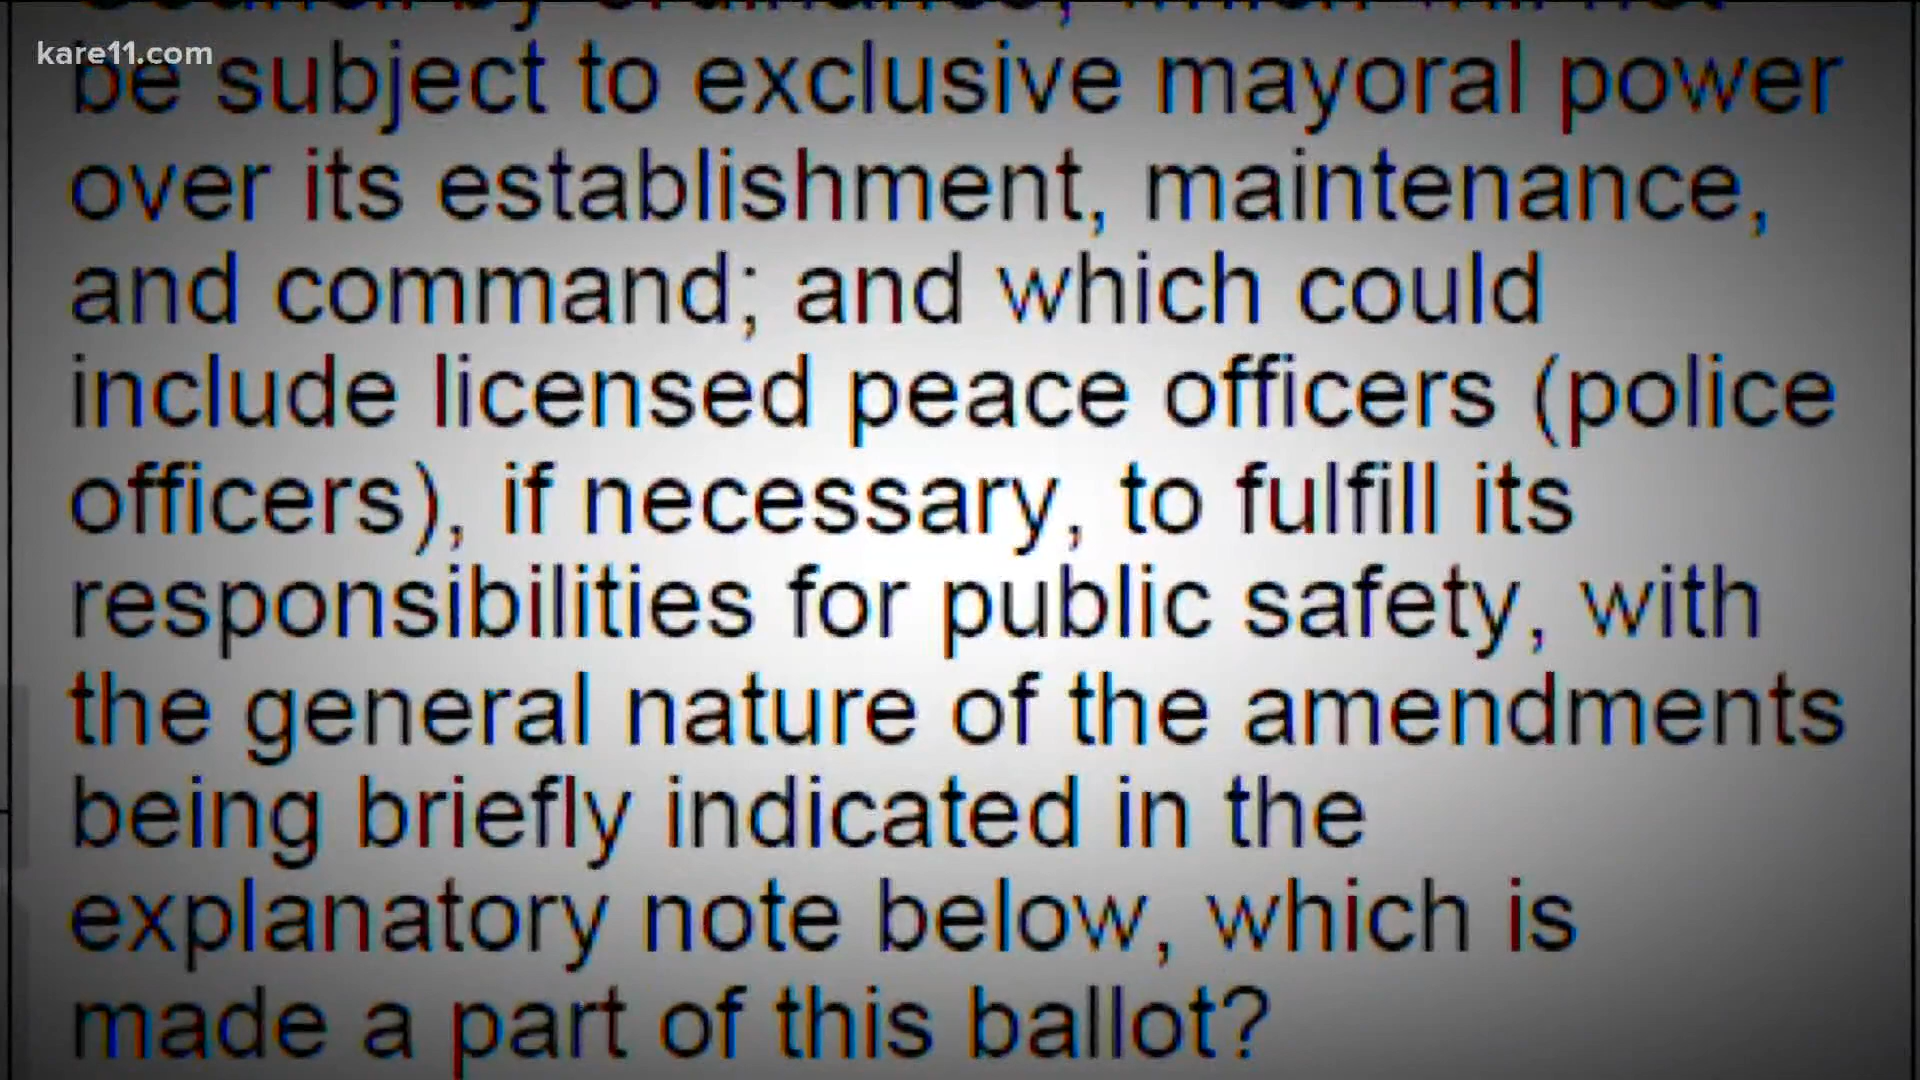 kare11.com
be subject to exclusive mayoral power
over its establishment, maintenance,
and command; and which could
include licensed peace officers (police
officers), if necessary, to fulfill its
responsibilities for public safety, with
the general nature of the amendments
being briefly indicated in the
explanatory note below, which is
made a part of this ballot?